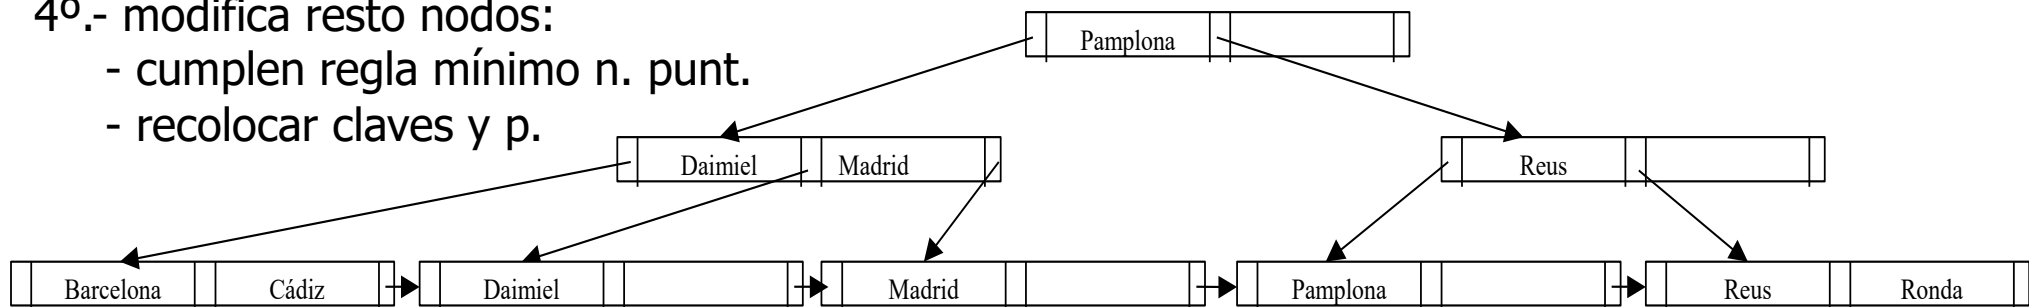 4º.- modifica resto nodos:
- cumplen regla mínimo n. punt.
- recolocar claves y p.
Pamplona
Daimiel Madrid
Reus
Barcelona Cádiz
Daimiel
Madrid
Pamplona
Reus Ronda